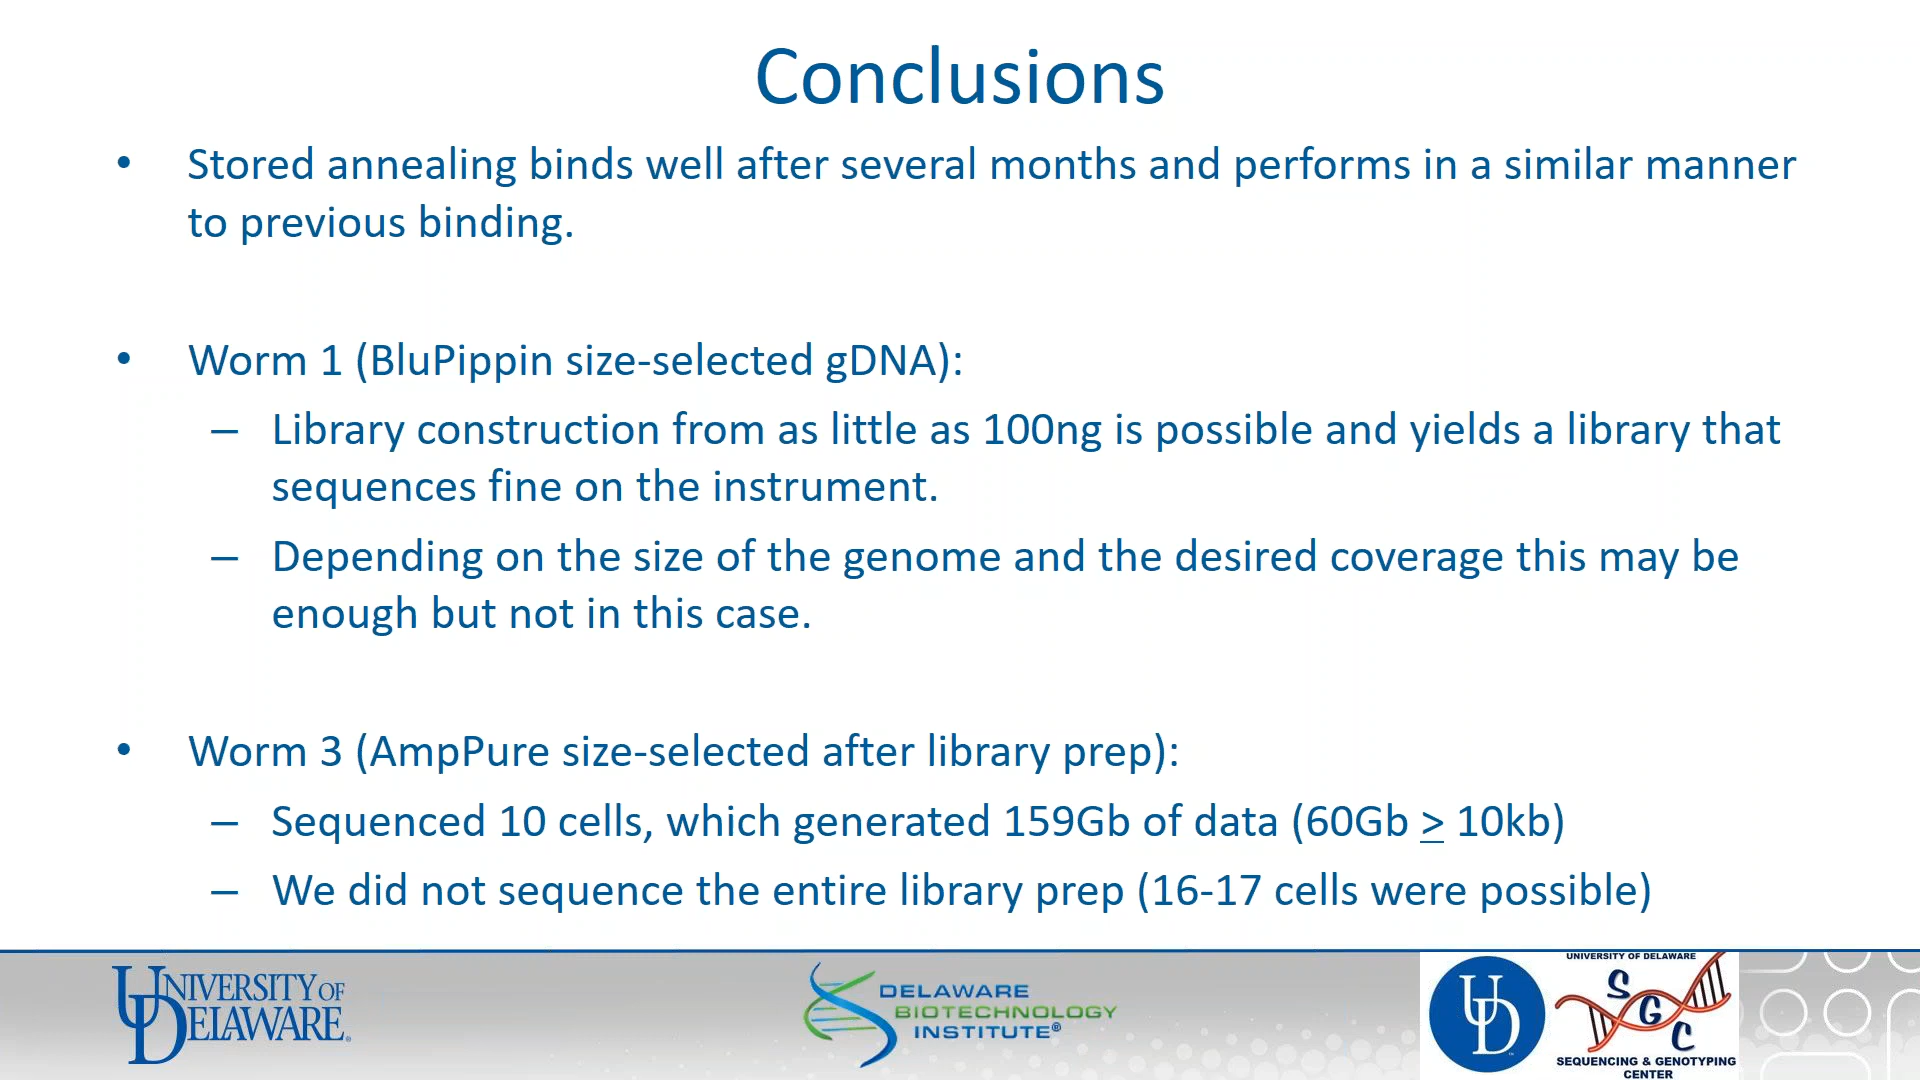 Conclusions
• Stored annealing binds well after several months and performs in a similar manner
to previous binding.
• Worm 1 (BluPippin size-selected gDNA):
– Library construction from as little as 100ng is possible and yields a library that
sequences fine on the instrument.
– Depending on the size of the genome and the desired coverage this may be
enough but not in this case.
• Worm 3 (AmpPure size-selected after library prep):
– Sequenced 10 cells, which generated 159Gb of data (60Gb ≥ 10kb)
– We did not sequence the entire library prep (16-17 cells were possible)
UNIVERSITY OF
DELAWARE
DELAWARE
BIOTECHNOLOGY
INSTITUTE®
UD
UNIVERSITY OF DELAWARE
S
G
C
SEQUENCING & GENOTYPING
CENTER